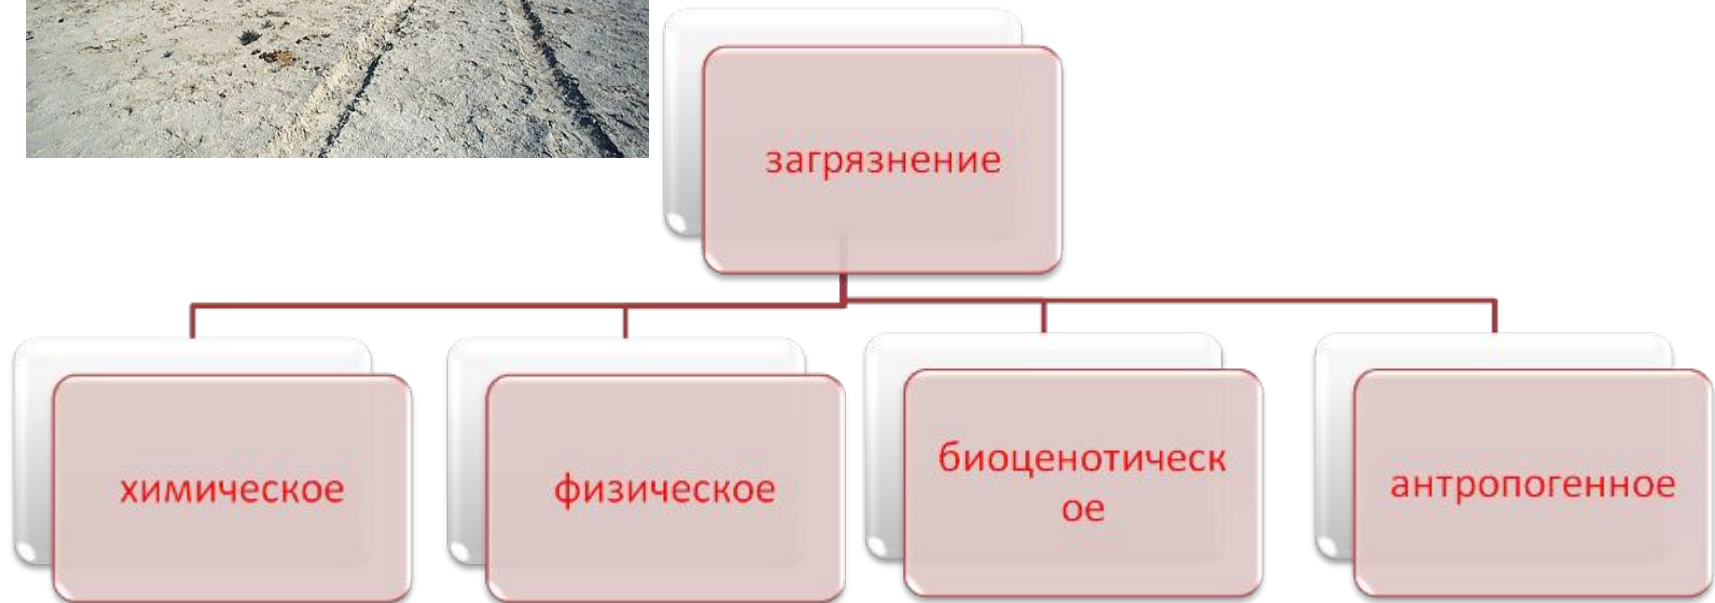 загрязнение
химическое
физическое
биоценотическ
ое
антропогенное